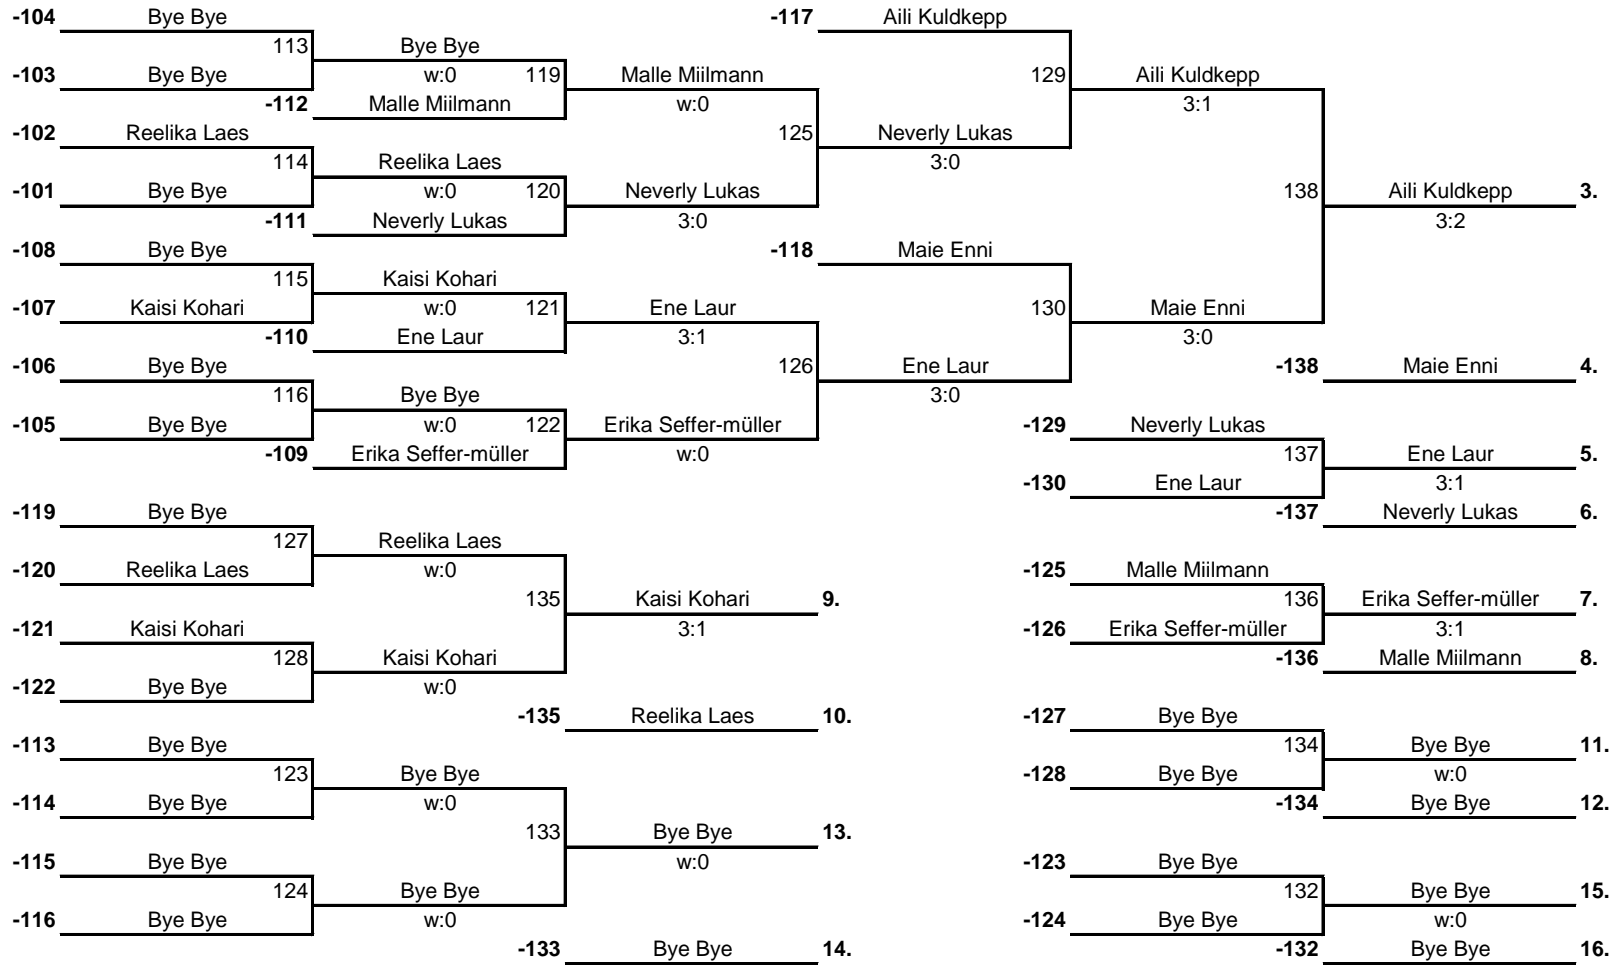 -104 Bye Bye -117 Aili Kuldkepp
113 Bye Bye
-103 Bye Bye w:0 119 Malle Miilmann 129 Aili Kuldkepp
-112 Malle Miilmann w:0 3:1
-102 Reelika Laes 125 Neverly Lukas
114 Reelika Laes 3:0
-101 Bye Bye w:0 120 Neverly Lukas 138 Aili Kuldkepp 3.
-111 Neverly Lukas 3:0 3:2
-108 Bye Bye -118 Maie Enni
115 Kaisi Kohari
-107 Kaisi Kohari w:0 121 Ene Laur 130 Maie Enni
-110 Ene Laur 3:1 3:0
-106 Bye Bye 126 Ene Laur -138 Maie Enni 4.
116 Bye Bye 3:0
-105 Bye Bye w:0 122 Erika Seffer-müller -129 Neverly Lukas
-109 Erika Seffer-müller w:0 137 Ene Laur 5.
-130 Ene Laur 3:1
-119 Bye Bye -137 Neverly Lukas 6.
127 Reelika Laes
-120 Reelika Laes w:0 -125 Malle Miilmann
135 Kaisi Kohari 9. 136 Erika Seffer-müller 7.
-121 Kaisi Kohari 3:1 -126 Erika Seffer-müller 3:1
128 Kaisi Kohari -136 Malle Miilmann 8.
-122 Bye Bye w:0
-135 Reelika Laes 10. -127 Bye Bye
-113 Bye Bye 134 Bye Bye 11.
123 Bye Bye -128 Bye Bye w:0
-114 Bye Bye w:0 -134 Bye Bye 12.
133 Bye Bye 13.
-115 Bye Bye w:0 -123 Bye Bye
124 Bye Bye 132 Bye Bye 15.
-116 Bye Bye w:0 -124 Bye Bye w:0
-133 Bye Bye 14. -132 Bye Bye 16.